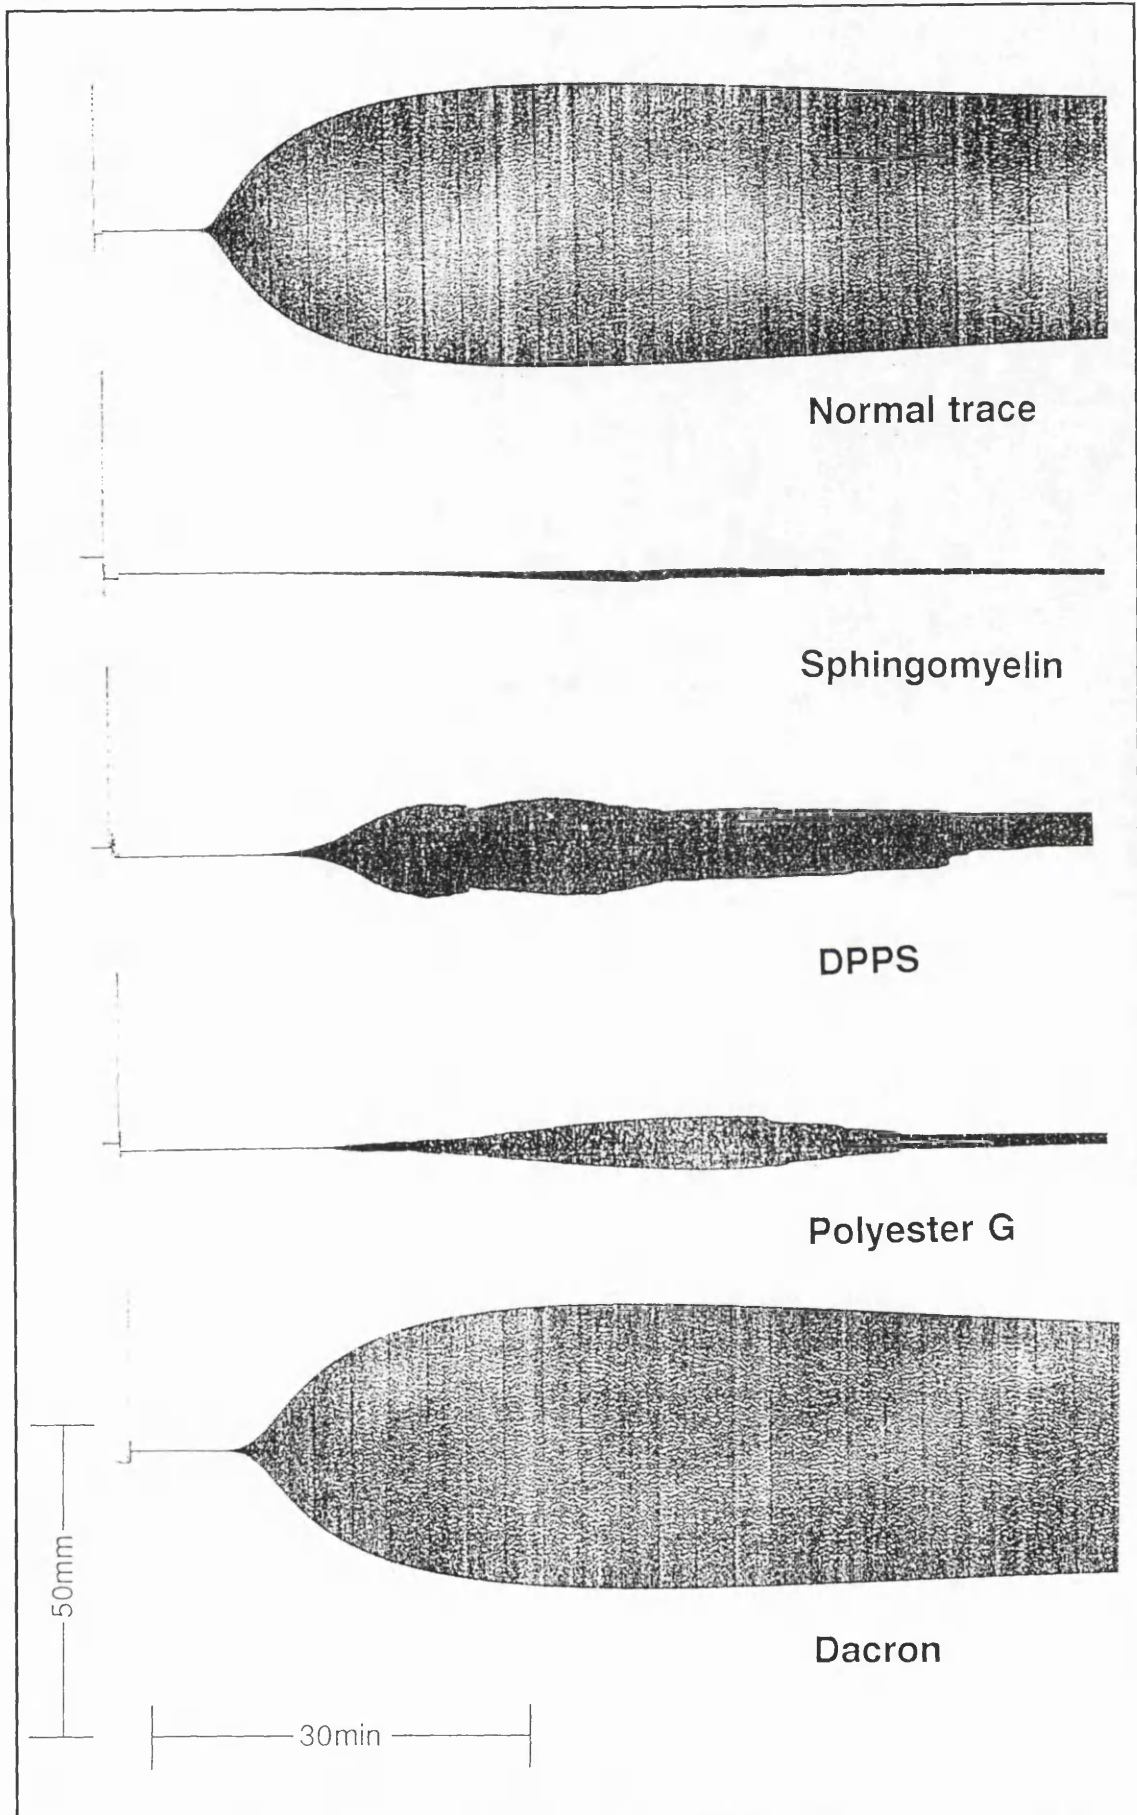 Normal trace
Sphingomyelin
DPPS
Polyester G
Dacron
50mm
30min